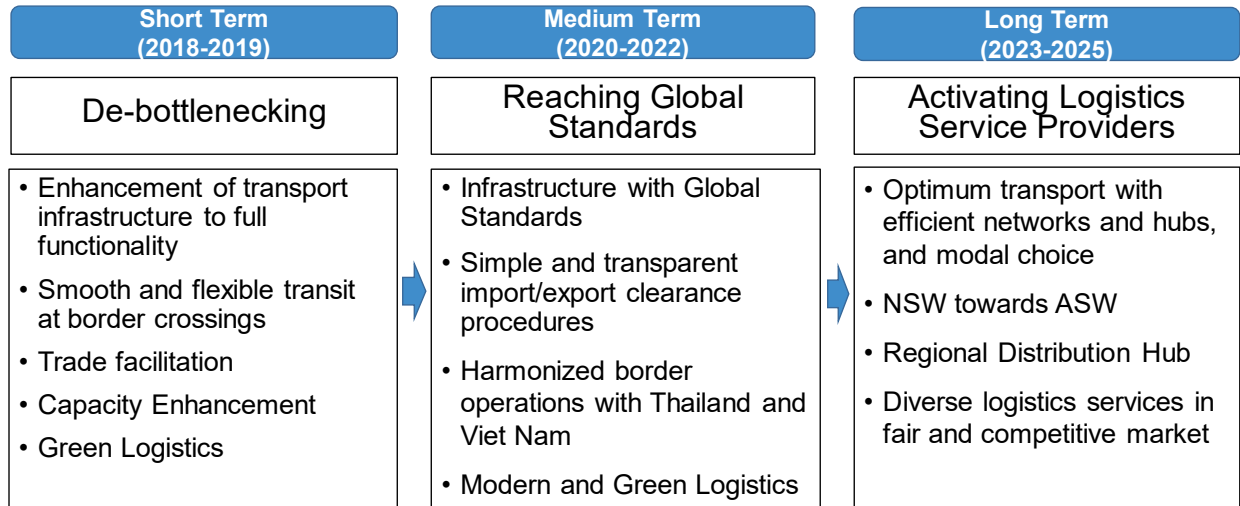 Short Term
(2018-2019)
De-bottlenecking
• Enhancement of transport
infrastructure to full
functionality
• Smooth and flexible transit
at border crossings
• Trade facilitation
• Capacity Enhancement
• Green Logistics
Medium Term
(2020-2022)
Reaching Global
Standards
• Infrastructure with Global
Standards
• Simple and transparent
import/export clearance
procedures
• Harmonized border
operations with Thailand and
Viet Nam
• Modern and Green Logistics
Long Term
(2023-2025)
Activating Logistics
Service Providers
• Optimum transport with
efficient networks and hubs,
and modal choice
• NSW towards ASW
• Regional Distribution Hub
• Diverse logistics services in
fair and competitive market